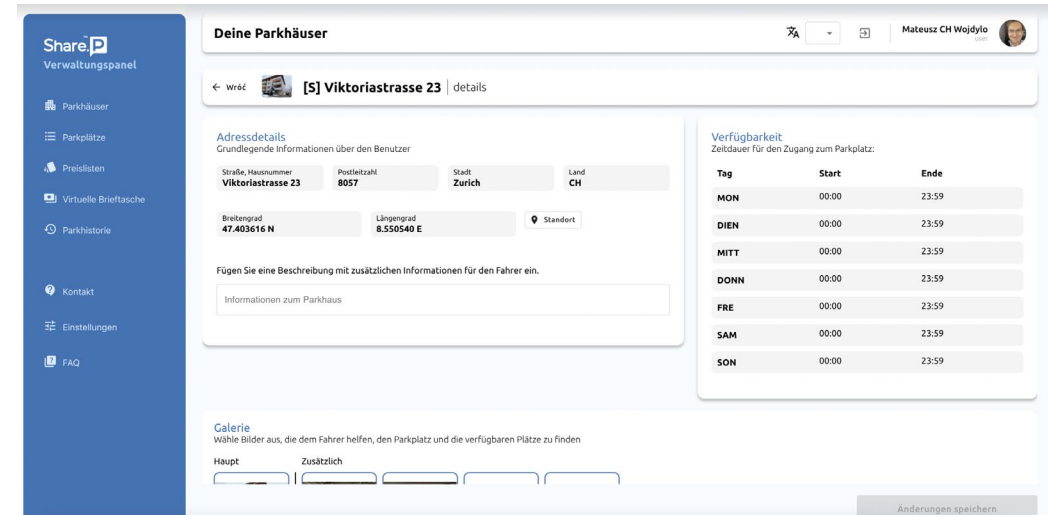 Share.P
Verwaltungspanel
Parkhäuser
Parkplätze
Preislisten
Virtuelle Brieftasche
Parkhistorie
Kontakt
Einstellungen
FAQ
Deine Parkhäuser
Mateusz CH Wojdylo
user
← Wróć [S] Viktoriastrasse 23 | details
Adressdetails
Grundlegende Informationen über den Benutzer
Straße, Hausnummer Postleitzahl Stadt Land
Viktoriastrasse 23 8057 Zurich CH
Breitengrad Längengrad Standort
47.403616 N 8.550540 E
Fügen Sie eine Beschreibung mit zusätzlichen Informationen für den Fahrer ein.
Informationen zum Parkhaus
Verfügbarkeit
Zeitdauer für den Zugang zum Parkplatz:
Tag Start Ende
MON 00:00 23:59
DIEN 00:00 23:59
MITT 00:00 23:59
DONN 00:00 23:59
FRE 00:00 23:59
SAM 00:00 23:59
SON 00:00 23:59
Galerie
Wähle Bilder aus, die dem Fahrer helfen, den Parkplatz und die verfügbaren Plätze zu finden
Haupt Zusätzlich
Änderungen speichern